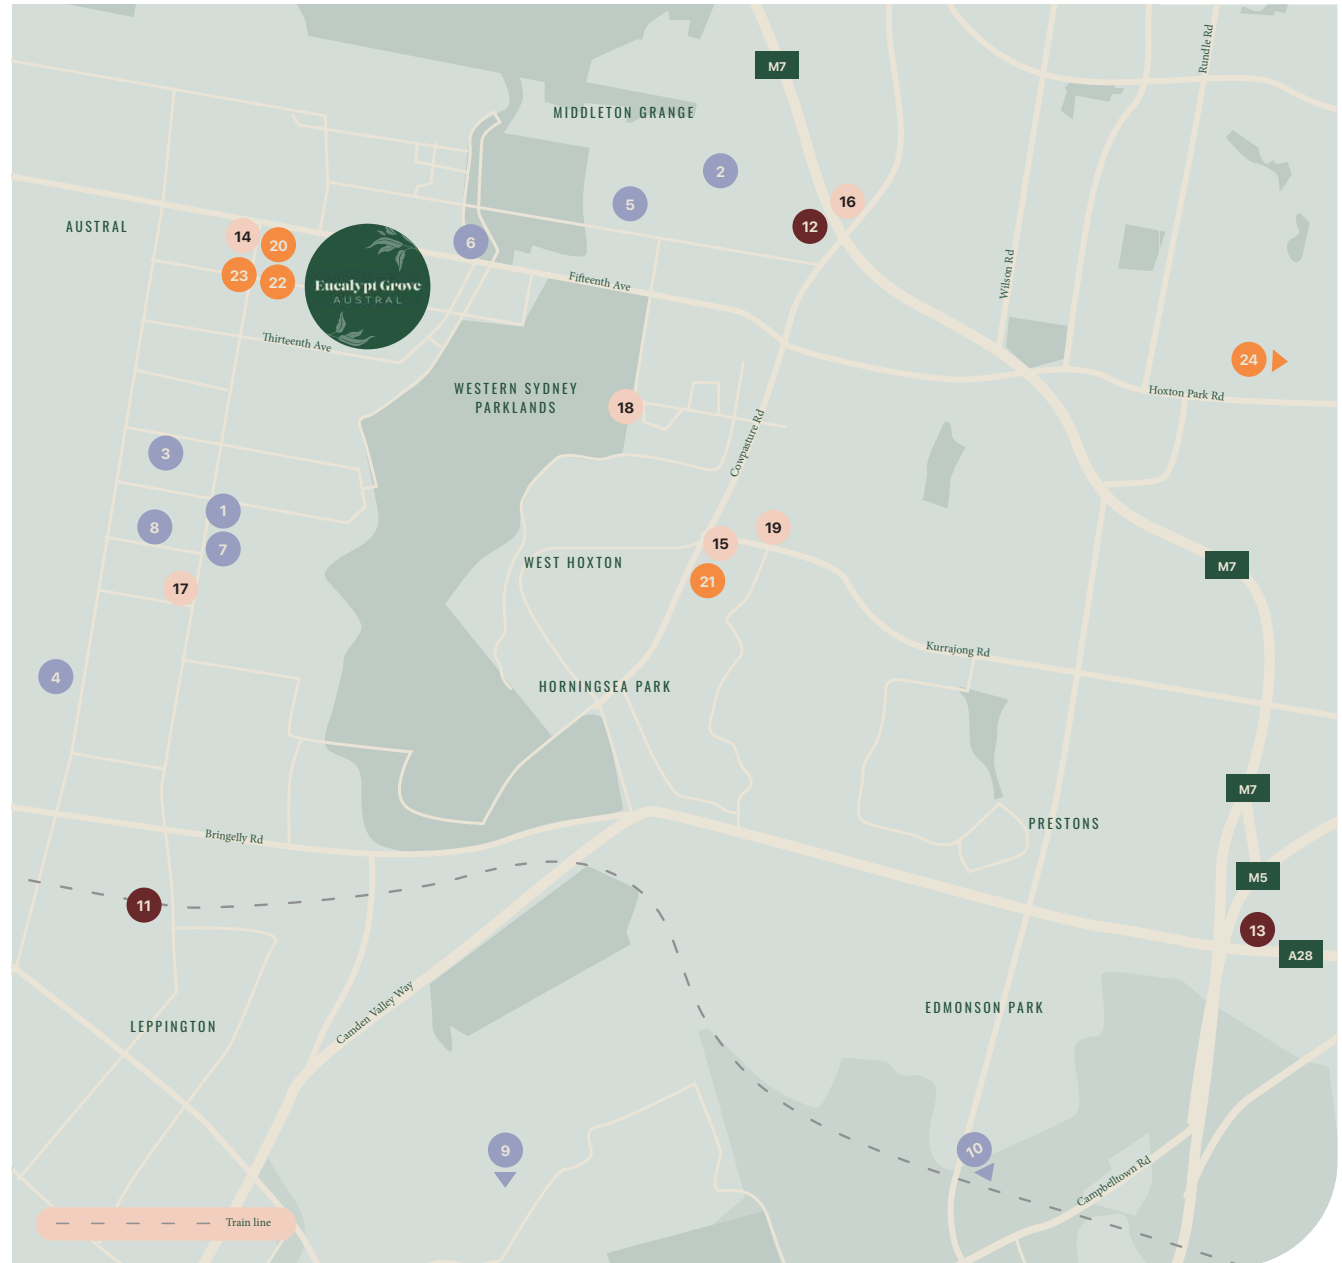 Rundle Rd
M7
MIDDLETON GRANGE
2
5
16
12
AUSTRAL
14
20
6
23
22
Eucalypt Grove
AUSTRAL
Fifteenth Ave
Wilson Rd
Thirteenth Ave
24
Hoxton Park Rd
WESTERN SYDNEY
PARKLANDS
18
Cowpasture Rd
3
1
8
7
19
15
WEST HOXTON
21
M7
17
Kurrajong Rd
4
HORNINGSEA PARK
M7
PRESTONS
Bringelly Rd
M5
11
13
A28
Camden Valley Way
EDMONSON PARK
LEPPINGTON
9
10
Campbelltown Rd
Train line